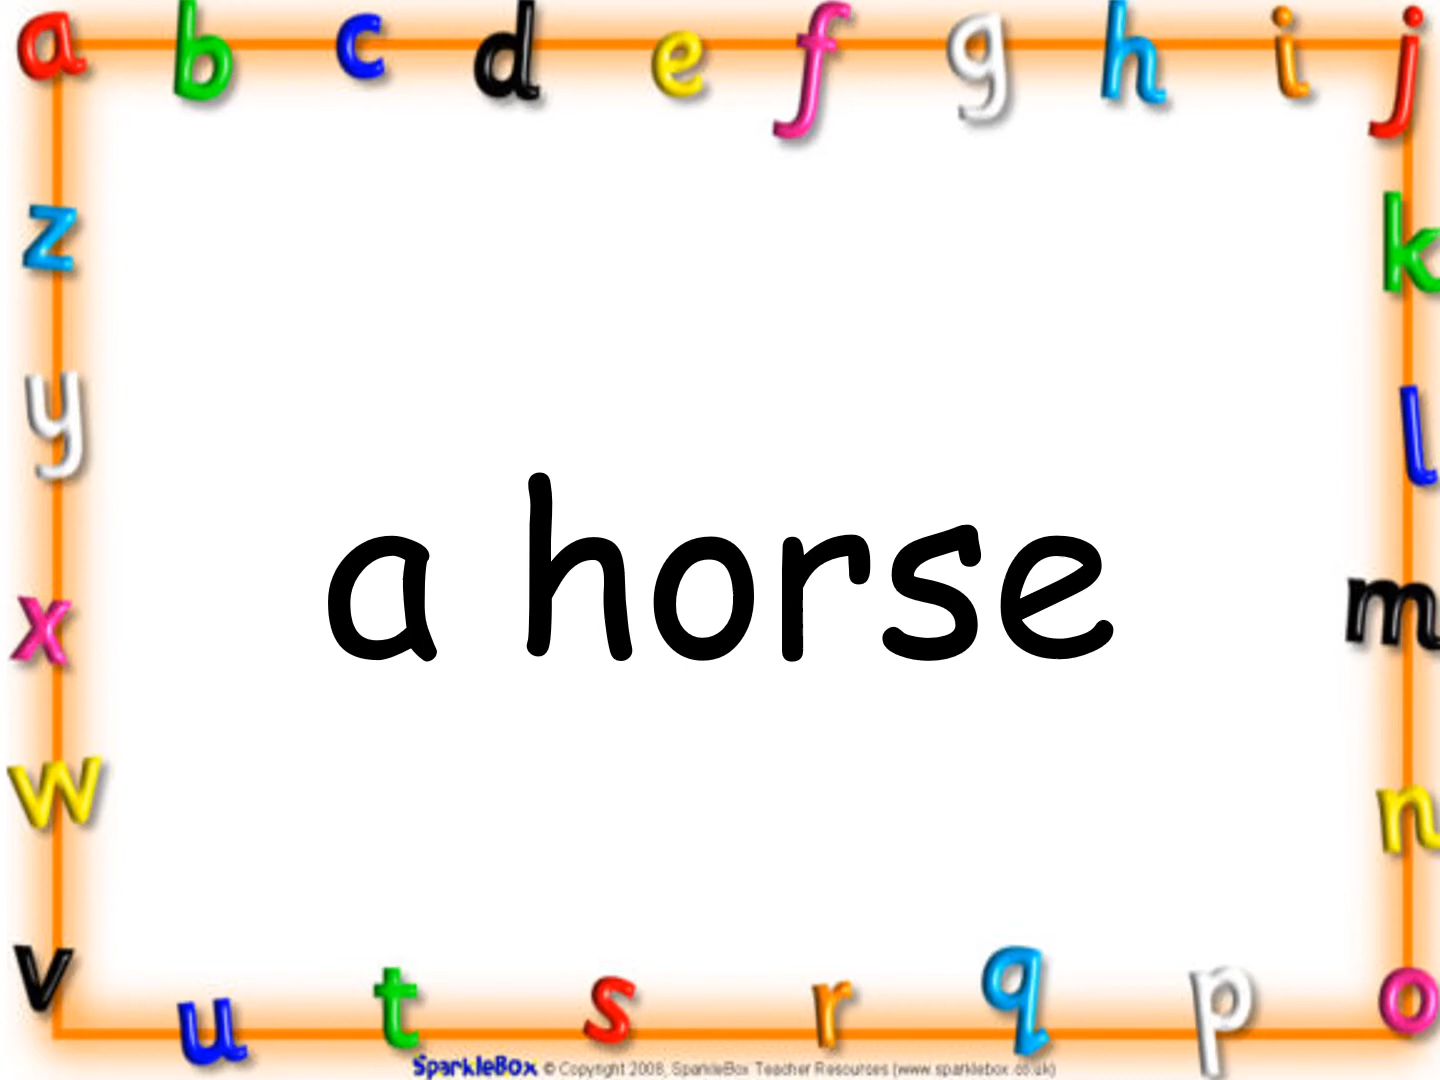 a b c d e f g h i j
z k
y l
a horse
x m
w n
v u t s r q p o
SparkleBox © Copyright 2008, SparkleBox Teacher Resources (www.sparklebox.co.uk)